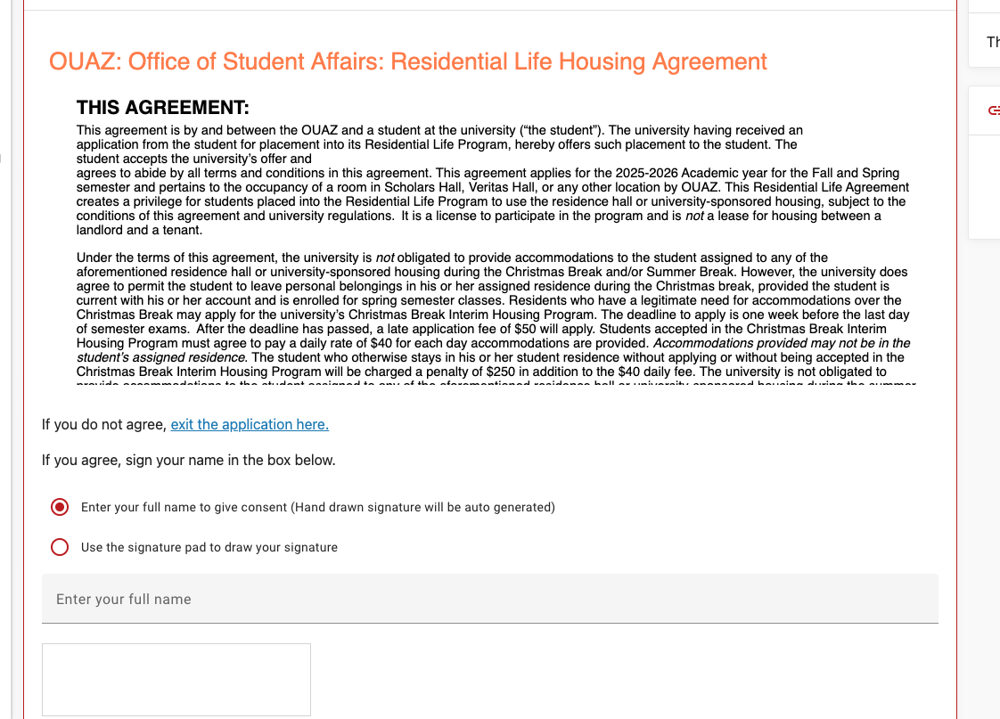 Th
OUAZ: Office of Student Affairs: Residential Life Housing Agreement
THIS AGREEMENT:
This agreement is by and between the OUAZ and a student at the university (“the student”). The university having received an
application from the student for placement into its Residential Life Program, hereby offers such placement to the student. The
student accepts the university’s offer and
agrees to abide by all terms and conditions in this agreement. This agreement applies for the 2025-2026 Academic year for the Fall and Spring
semester and pertains to the occupancy of a room in Scholars Hall, Veritas Hall, or any other location by OUAZ. This Residential Life Agreement
creates a privilege for students placed into the Residential Life Program to use the residence hall or university-sponsored housing, subject to the
conditions of this agreement and university regulations.  It is a license to participate in the program and is not a lease for housing between a
landlord and a tenant.
Under the terms of this agreement, the university is not obligated to provide accommodations to the student assigned to any of the
aforementioned residence hall or university-sponsored housing during the Christmas Break and/or Summer Break. However, the university does
agree to permit the student to leave personal belongings in his or her assigned residence during the Christmas break, provided the student is
current with his or her account and is enrolled for spring semester classes. Residents who have a legitimate need for accommodations over the
Christmas Break may apply for the university’s Christmas Break Interim Housing Program. The deadline to apply is one week before the last day
of semester exams.  After the deadline has passed, a late application fee of $50 will apply. Students accepted in the Christmas Break Interim
Housing Program must agree to pay a daily rate of $40 for each day accommodations are provided. Accommodations provided may not be in the
student’s assigned residence. The student who otherwise stays in his or her student residence without applying or without being accepted in the
Christmas Break Interim Housing Program will be charged a penalty of $250 in addition to the $40 daily fee. The university is not obligated to
provide accommodations to the student assigned to any of the aforementioned residence hall or university-sponsored housing during the summer
If you do not agree, exit the application here.
If you agree, sign your name in the box below.
Enter your full name to give consent (Hand drawn signature will be auto generated)
Use the signature pad to draw your signature
Enter your full name